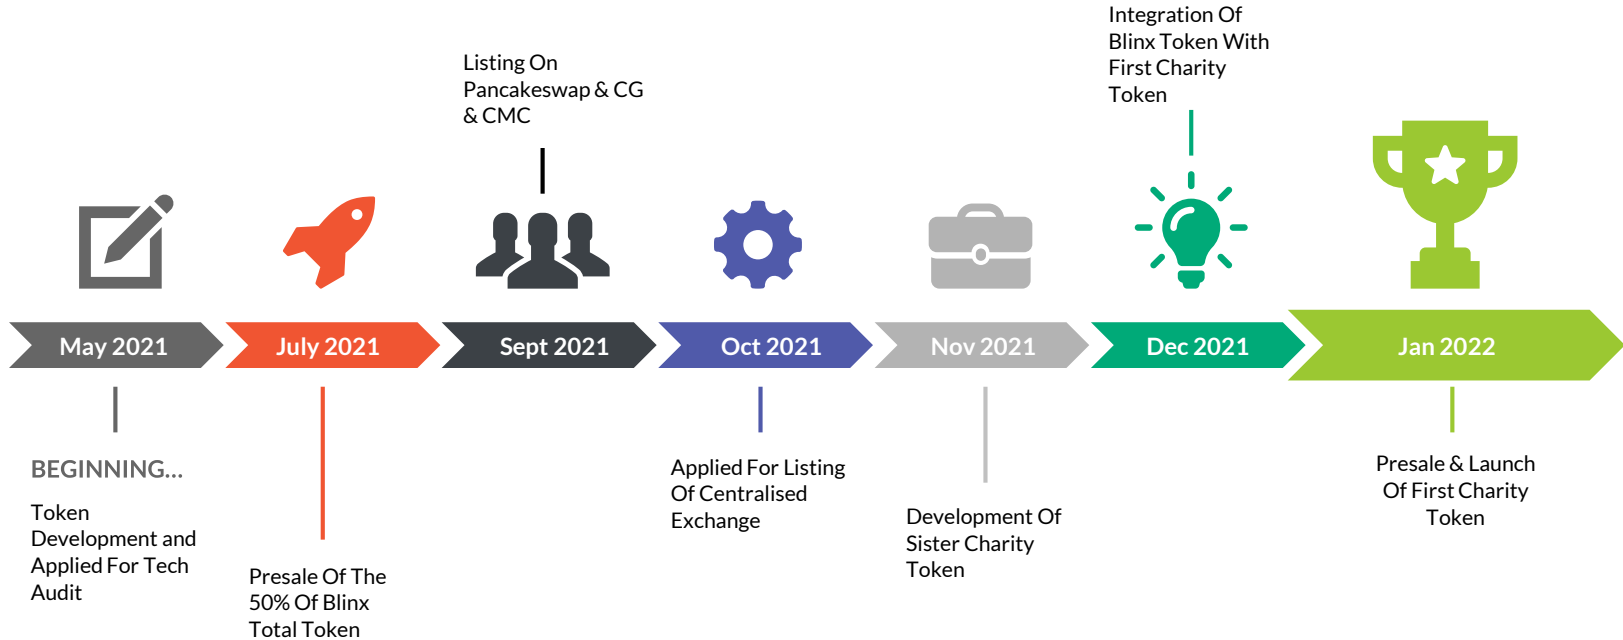 Integration Of
Blinx Token With
First Charity
Token
Listing On
Pancakeswap & CG
& CMC
May 2021
July 2021
Sept 2021
Oct 2021
Nov 2021
Dec 2021
Jan 2022
BEGINNING...
Token
Development and
Applied For Tech
Audit
Presale Of The
50% Of Blinx
Total Token
Applied For Listing
Of Centralised
Exchange
Development Of
Sister Charity
Token
Presale & Launch
Of First Charity
Token